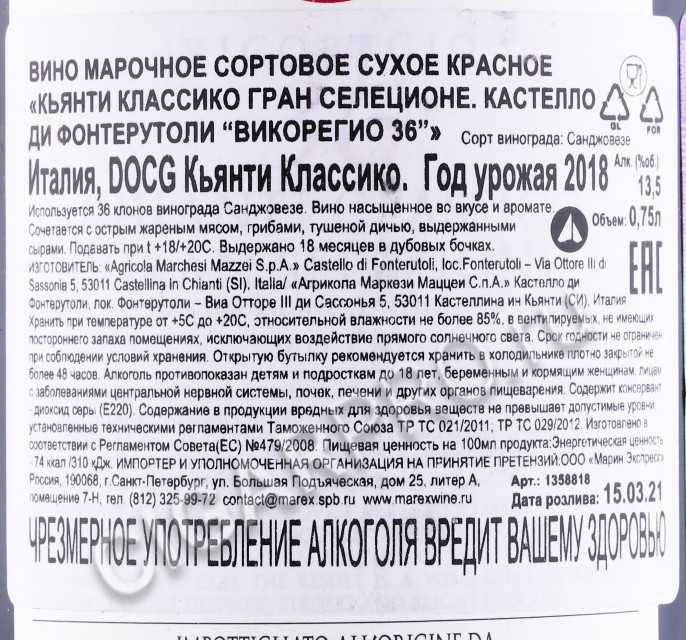 ВИНО МАРОЧНОЕ СОРТОВОЕ СУХОЕ КРАСНОЕ
«КЬЯНТИ КЛАССИКО ГРАН СЕЛЕЦИОНЕ. КАСТЕЛЛО
ДИ ФОНТЕРУТОЛИ “ВИКОРЕГИО 36”»
Сорт винограда: Санджовезе
GL
FOR
Италия, DOCG Кьянти Классико. Год урожая 2018
Алк. (%об.)
13,5
Используется 36 клонов винограда Санджовезе. Вино насыщенное во вкусе и аромате.
Сочетается с острым жареным мясом, грибами, тушеной дичью, выдержанными
Объем: 0,75л
сырами. Подавать при t +18/+20С. Выдержано 18 месяцев в дубовых бочках.
ИЗГОТОВИТЕЛЬ: «Agricola Marchesi Mazzei S.p.A.» Castello di Fonterutoli, loc.Fonterutoli – Via Ottore III di
Sassonia 5, 53011 Castellina in Chianti (SI). Italia/ «Агрикола Маркези Маццеи С.п.А.» Кастелло ди
EAC
Фонтерутоли, лок. Фонтерутоли – Виа Отторе III ди Сассонья 5, 53011 Кастеллина ин Кьянти (СИ), Италия
Хранить при температуре от +5С до +20С, относительной влажности не более 85%, в вентилируемых, не имеющих
постороннего запаха помещениях, исключающих воздействие прямого солнечного света. Срок годности не ограничен
при соблюдении условий хранения. Открытую бутылку рекомендуется хранить в холодильнике плотно закрытой не
более 48 часов. Алкоголь противопоказан детям и подросткам до 18 лет, беременным и кормящим женщинам, лицам
с заболеваниями центральной нервной системы, почек, печени и других органов пищеварения. Содержит консервант
- диоксид серы (Е220). Содержание в продукции вредных для здоровья веществ не превышает допустимые уровни,
установленные техническими регламентами Таможенного Союза ТР ТС 021/2011; ТР ТС 029/2012. Изготовлено в
соответствии с Регламентом Совета(ЕС) №479/2008. Пищевая ценность на 100мл продукта:Энергетическая ценность
- 74 ккал /310 кДж. ИМПОРТЕР И УПОЛНОМОЧЕННАЯ ОРГАНИЗАЦИЯ НА ПРИНЯТИЕ ПРЕТЕНЗИЙ:ООО «Марин Экспресс»
Россия, 190068, г.Санкт-Петербург, ул. Большая Подъяческая, дом 25, литер А,
Арт.: 1358818
помещение 7-Н, тел. (812) 325-99-72 contact@marex.spb.ru www.marexwine.ru
Дата розлива: 15.03.21
ЧРЕЗМЕРНОЕ УПОТРЕБЛЕНИЕ АЛКОГОЛЯ ВРЕДИТ ВАШЕМУ ЗДОРОВЬЮ
IMBOTTIGLIATO ALL'ORIGINE DA